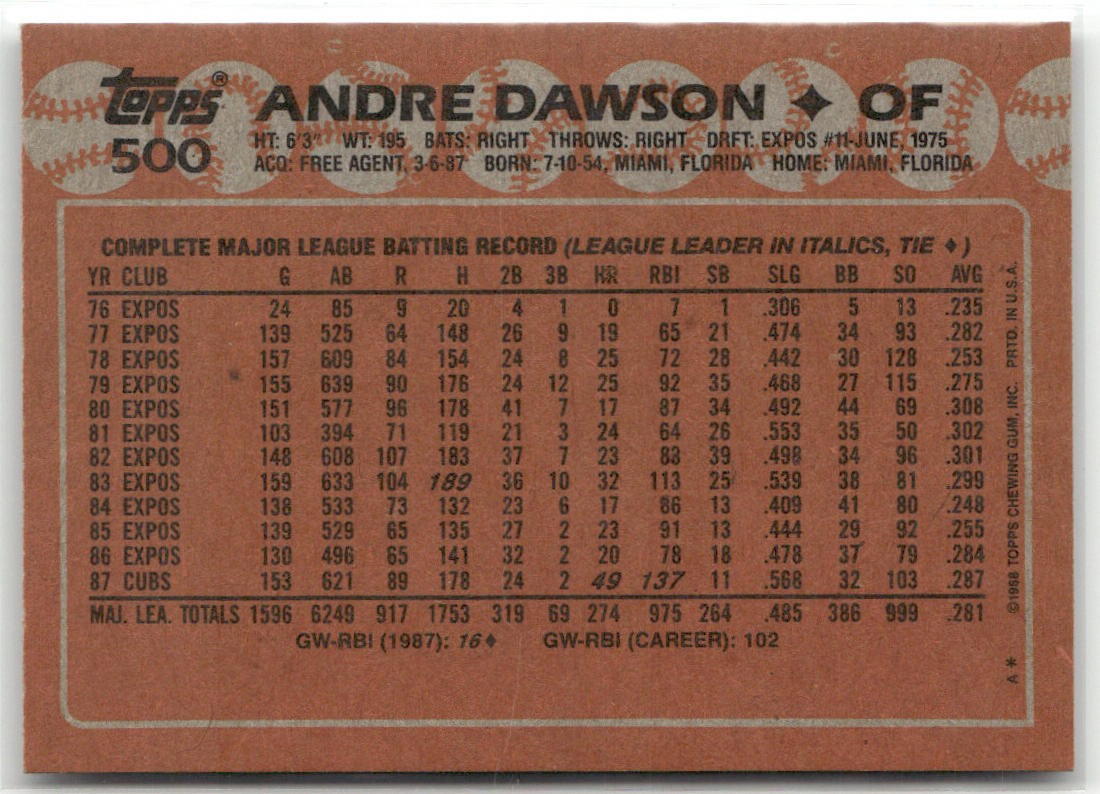 Topps® ANDRE DAWSON ♦ OF
500
HT: 6'3" WT: 195 BATS: RIGHT THROWS: RIGHT DRFT: EXPOS #11-JUNE, 1975
ACQ: FREE AGENT, 3-6-87 BORN: 7-10-54, MIAMI, FLORIDA HOME: MIAMI, FLORIDA
COMPLETE MAJOR LEAGUE BATTING RECORD (LEAGUE LEADER IN ITALICS, TIE ♦)
YR CLUB G AB R H 2B 3B HR RBI SB SLG BB SO AVG
76 EXPOS 24 85 9 20 4 1 0 7 1 .306 5 13 .235
77 EXPOS 139 525 64 148 26 9 19 65 21 .474 34 93 .282
78 EXPOS 157 609 84 154 24 8 25 72 28 .442 30 128 .253
79 EXPOS 155 639 90 176 24 12 25 92 35 .468 27 115 .275
80 EXPOS 151 577 96 178 41 7 17 87 34 .492 44 69 .308
81 EXPOS 103 394 71 119 21 3 24 64 26 .553 35 50 .302
82 EXPOS 148 608 107 183 37 7 23 83 39 .498 34 96 .301
83 EXPOS 159 633 104 189 36 10 32 113 25 .539 38 81 .299
84 EXPOS 138 533 73 132 23 6 17 86 13 .409 41 80 .248
85 EXPOS 139 529 65 135 27 2 23 91 13 .444 29 92 .255
86 EXPOS 130 496 65 141 32 2 20 78 18 .478 37 79 .284
87 CUBS 153 621 89 178 24 2 49 137 11 .568 32 103 .287
MAJ. LEA. TOTALS 1596 6249 917 1753 319 69 274 975 264 .485 386 999 .281
GW-RBI (1987): 16♦ GW-RBI (CAREER): 102
A* ©1988 TOPPS CHEWING GUM, INC. PRTD. IN U.S.A.